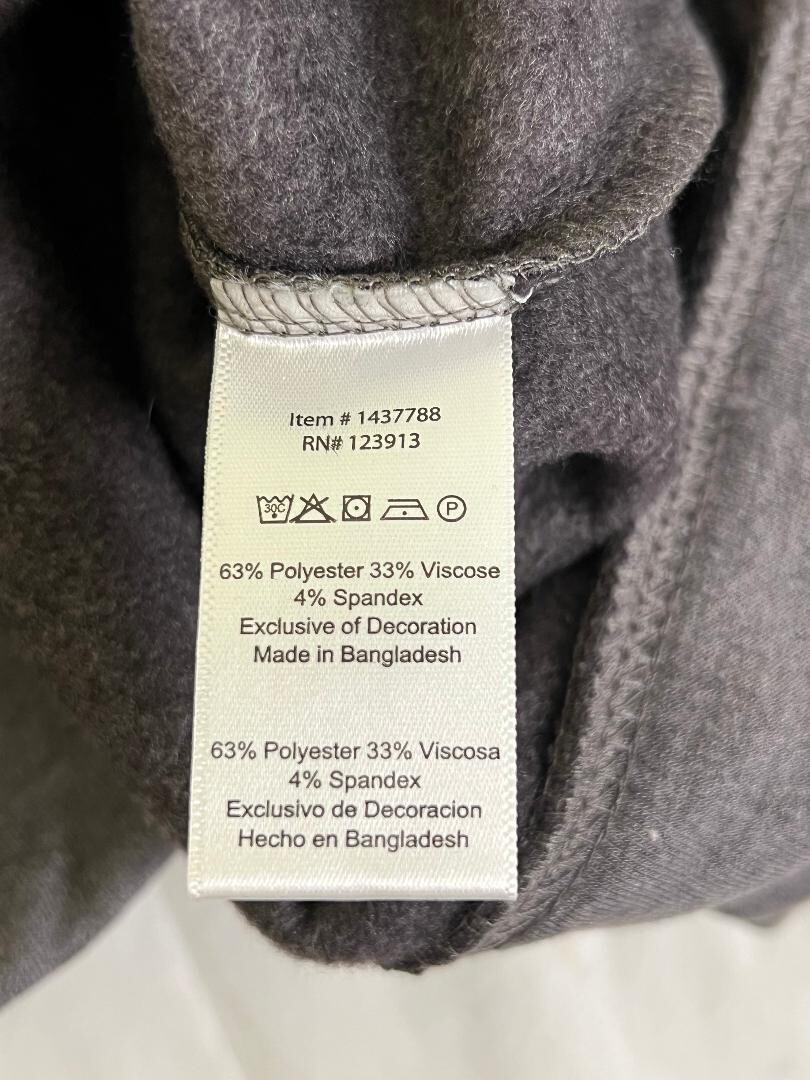 Item # 1437788
RN# 123913
30C P
63% Polyester 33% Viscose
4% Spandex
Exclusive of Decoration
Made in Bangladesh
63% Polyester 33% Viscosa
4% Spandex
Exclusivo de Decoracion
Hecho en Bangladesh